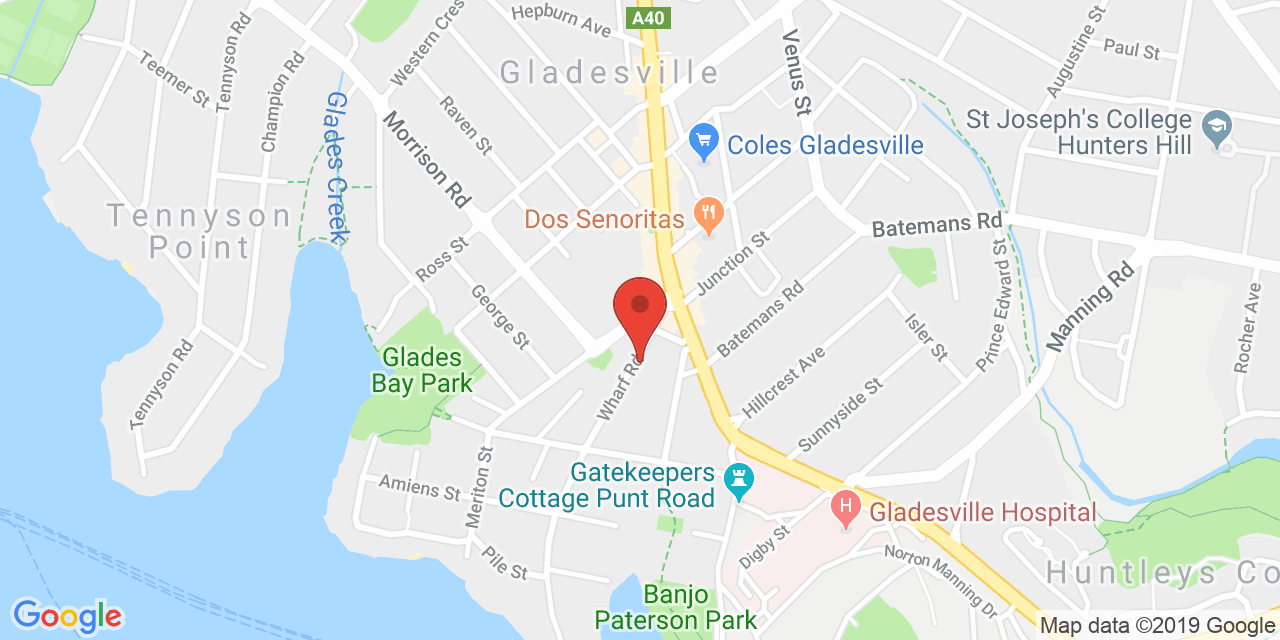 A40
Hepburn Ave
Western Cres
Tennyson Rd
Teemer St
Champion Rd
Gladesville
Venus St
Augustine St
Paul St
Raven St
Glades Creek
Morrison Rd
Coles Gladesville
St Joseph's College
Hunters Hill
Tennyson
Point
Dos Senoritas
Batemans Rd
Ross St
Junction St
Prince Edward St
Manning Rd
George St
Batemans Rd
Isler St
Rocher Ave
Glades
Bay Park
Tennyson Rd
Wharf Rd
Hillcrest Ave
Sunnyside St
Meriton St
Amiens St
Gatekeepers
Cottage Punt Road
Gladesville Hospital
Digby St
Pile St
Norton Manning Dr
Huntleys Co
Banjo
Paterson Park
Google
Map data ©2019 Google